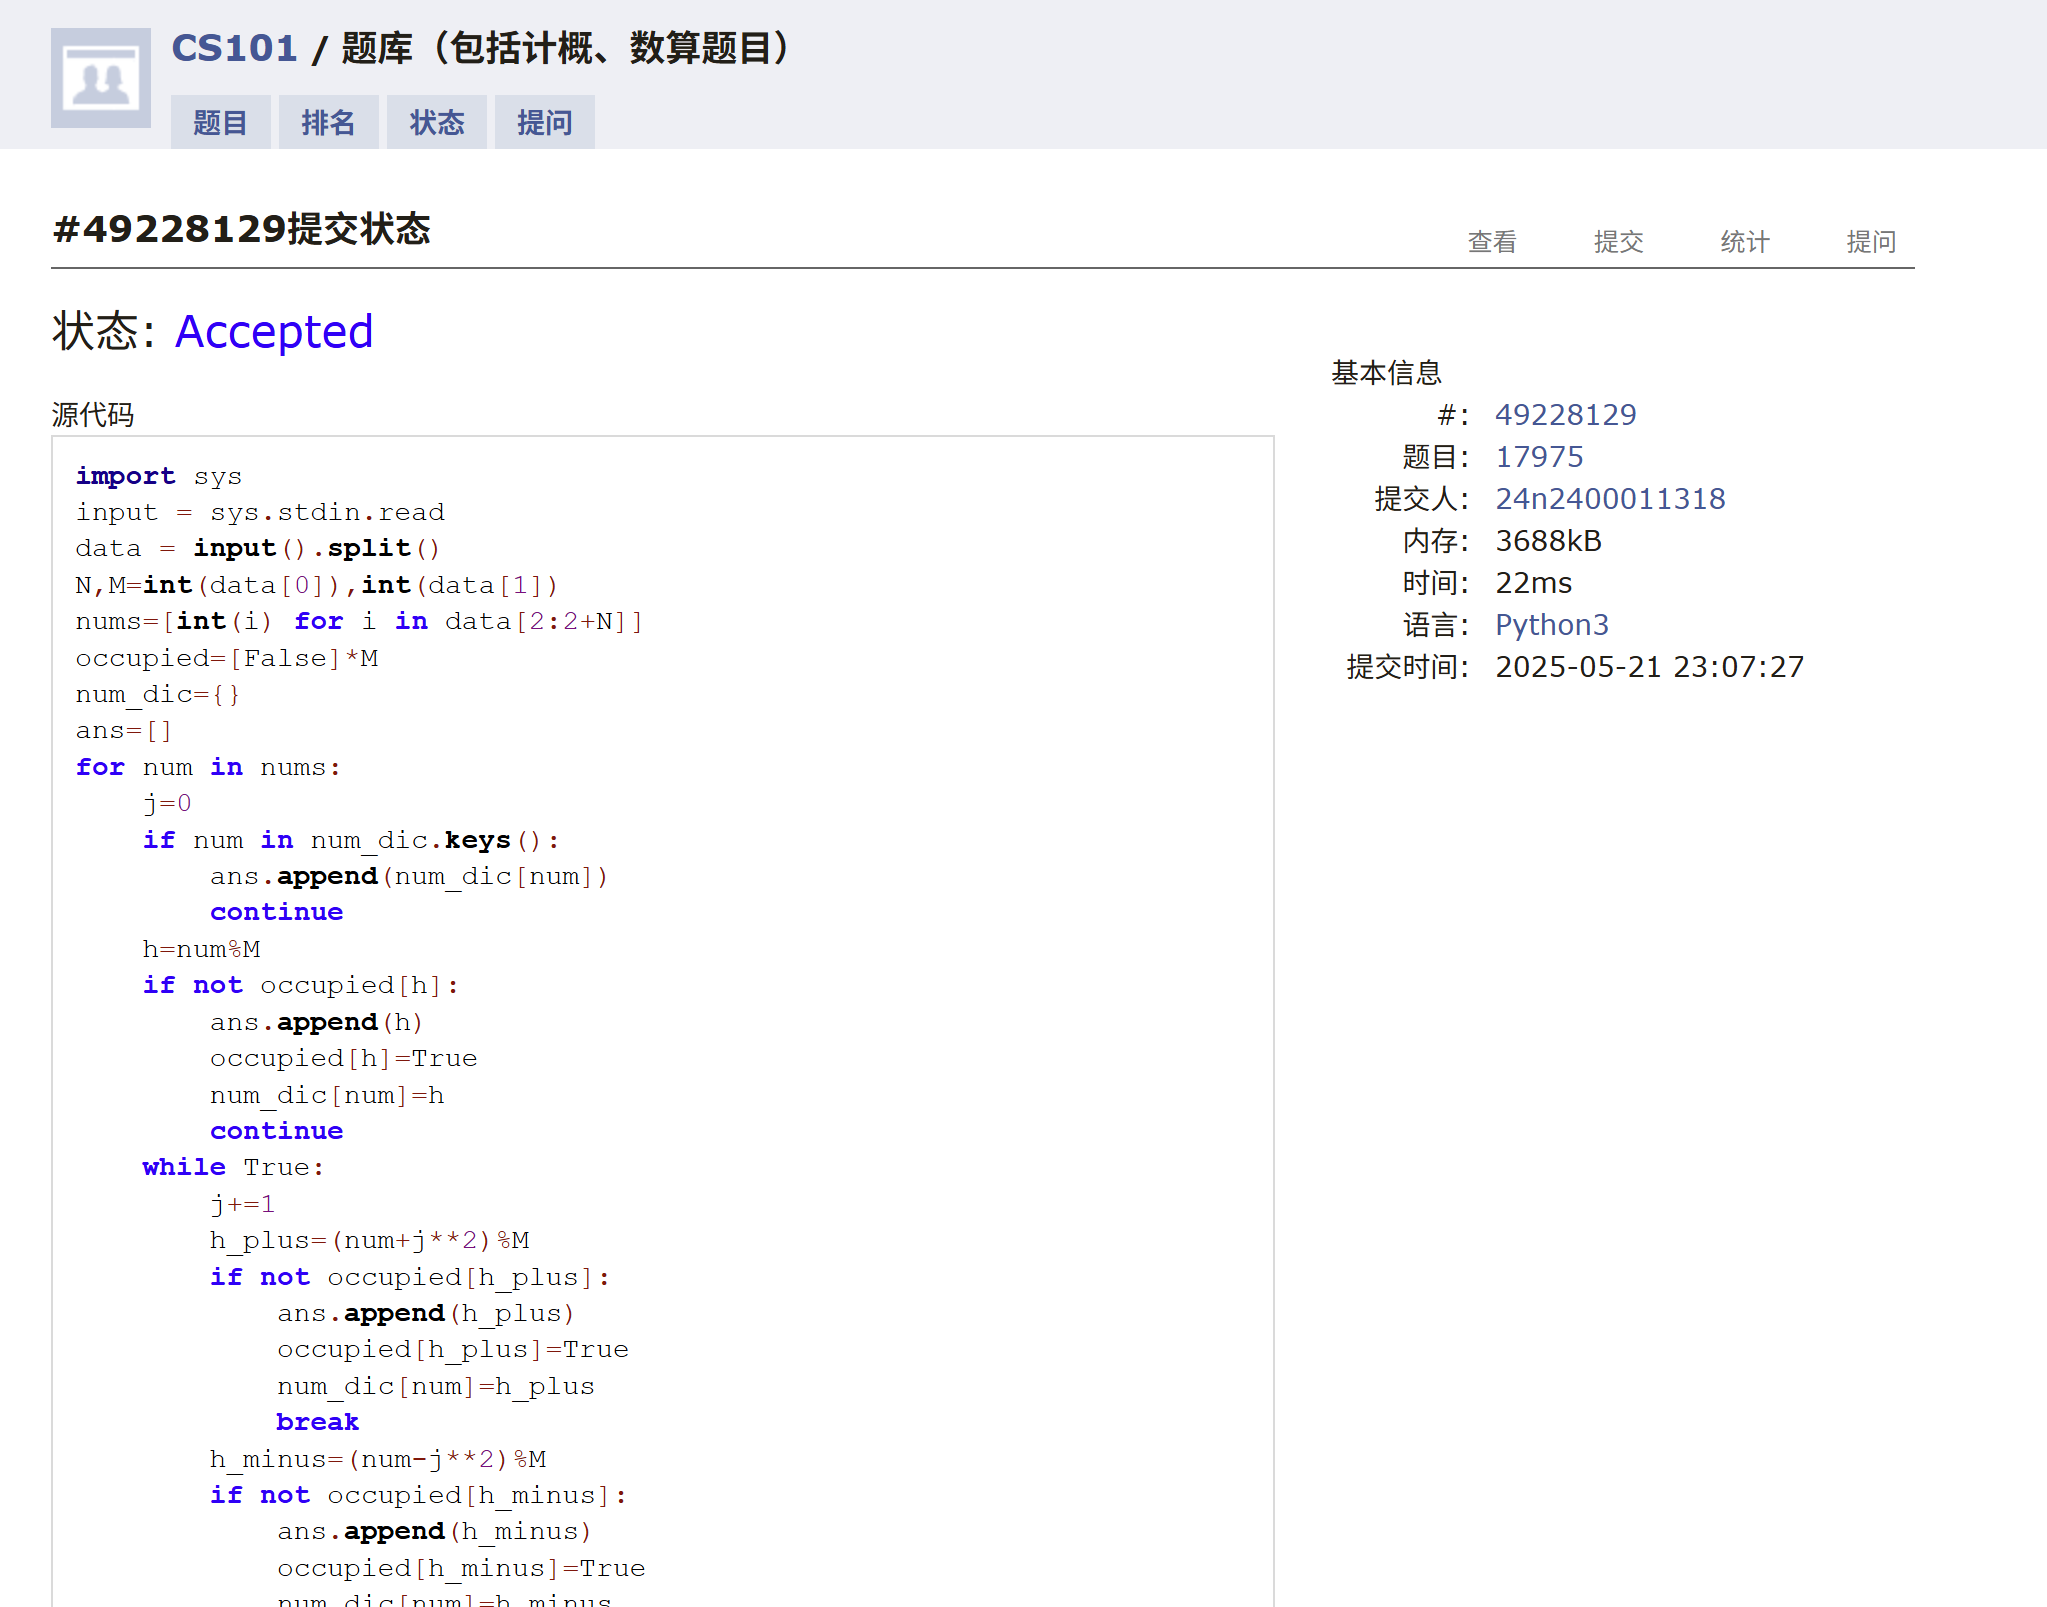 CS101 / 题库（包括计概、数算题目）
题目 排名 状态 提问
#49228129提交状态
查看 提交 统计 提问
状态: Accepted
源代码
import sys
input = sys.stdin.read
data = input().split()
N,M=int(data[0]),int(data[1])
nums=[int(i) for i in data[2:2+N]]
occupied=[False]*M
num_dic={}
ans=[]
for num in nums:
    j=0
    if num in num_dic.keys():
        ans.append(num_dic[num])
        continue
    h=num%M
    if not occupied[h]:
        ans.append(h)
        occupied[h]=True
        num_dic[num]=h
        continue
    while True:
        j+=1
        h_plus=(num+j**2)%M
        if not occupied[h_plus]:
            ans.append(h_plus)
            occupied[h_plus]=True
            num_dic[num]=h_plus
            break
        h_minus=(num-j**2)%M
        if not occupied[h_minus]:
            ans.append(h_minus)
            occupied[h_minus]=True
            num_dic[num]=h_minus
基本信息
#: 49228129
题目: 17975
提交人: 24n2400011318
内存: 3688kB
时间: 22ms
语言: Python3
提交时间: 2025-05-21 23:07:27